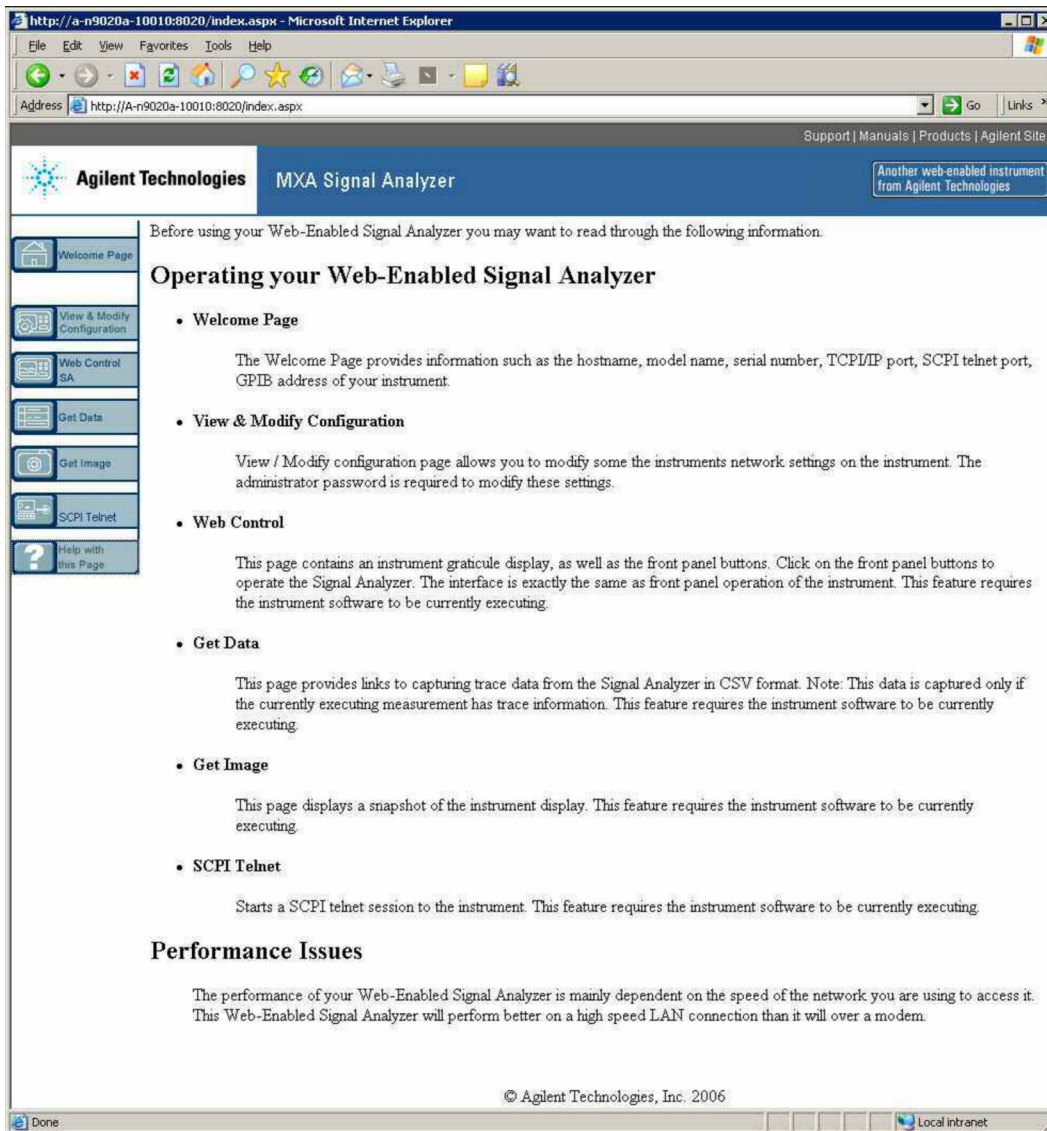 http://a-n9020a-10010:8020/index.aspx - Microsoft Internet Explorer
File Edit View Favorites Tools Help
Address http://A-n9020a-10010:8020/index.aspx Go Links »
Support | Manuals | Products | Agilent Site
Agilent Technologies
MXA Signal Analyzer
Another web-enabled instrument
from Agilent Technologies
Welcome Page
View & Modify
Configuration
Web Control
SA
Get Data
Get Image
SCPI Telnet
Help with
this Page
Before using your Web-Enabled Signal Analyzer you may want to read through the following information.
Operating your Web-Enabled Signal Analyzer
• Welcome Page
The Welcome Page provides information such as the hostname, model name, serial number, TCPI/IP port, SCPI telnet port,
GPIB address of your instrument.
• View & Modify Configuration
View / Modify configuration page allows you to modify some the instruments network settings on the instrument. The
administrator password is required to modify these settings.
• Web Control
This page contains an instrument graticule display, as well as the front panel buttons. Click on the front panel buttons to
operate the Signal Analyzer. The interface is exactly the same as front panel operation of the instrument. This feature requires
the instrument software to be currently executing.
• Get Data
This page provides links to capturing trace data from the Signal Analyzer in CSV format. Note: This data is captured only if
the currently executing measurement has trace information. This feature requires the instrument software to be currently
executing.
• Get Image
This page displays a snapshot of the instrument display. This feature requires the instrument software to be currently
executing.
• SCPI Telnet
Starts a SCPI telnet session to the instrument. This feature requires the instrument software to be currently executing.
Performance Issues
The performance of your Web-Enabled Signal Analyzer is mainly dependent on the speed of the network you are using to access it.
This Web-Enabled Signal Analyzer will perform better on a high speed LAN connection than it will over a modem.
© Agilent Technologies, Inc. 2006
Done
Local intranet